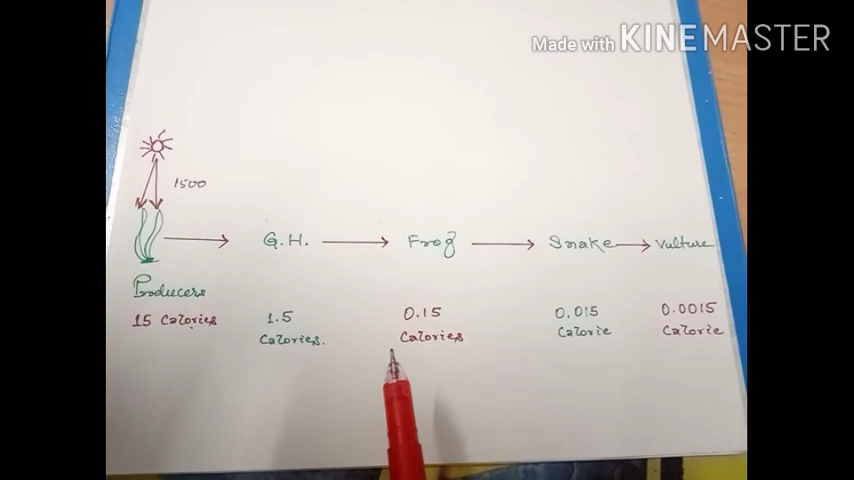 Made with KINEMASTER
1500
G.H. Frog Snake Vulture
Producers
15 Calories
1.5
Calories.
0.15
Calories
0.015
Calorie
0.0015
Calorie